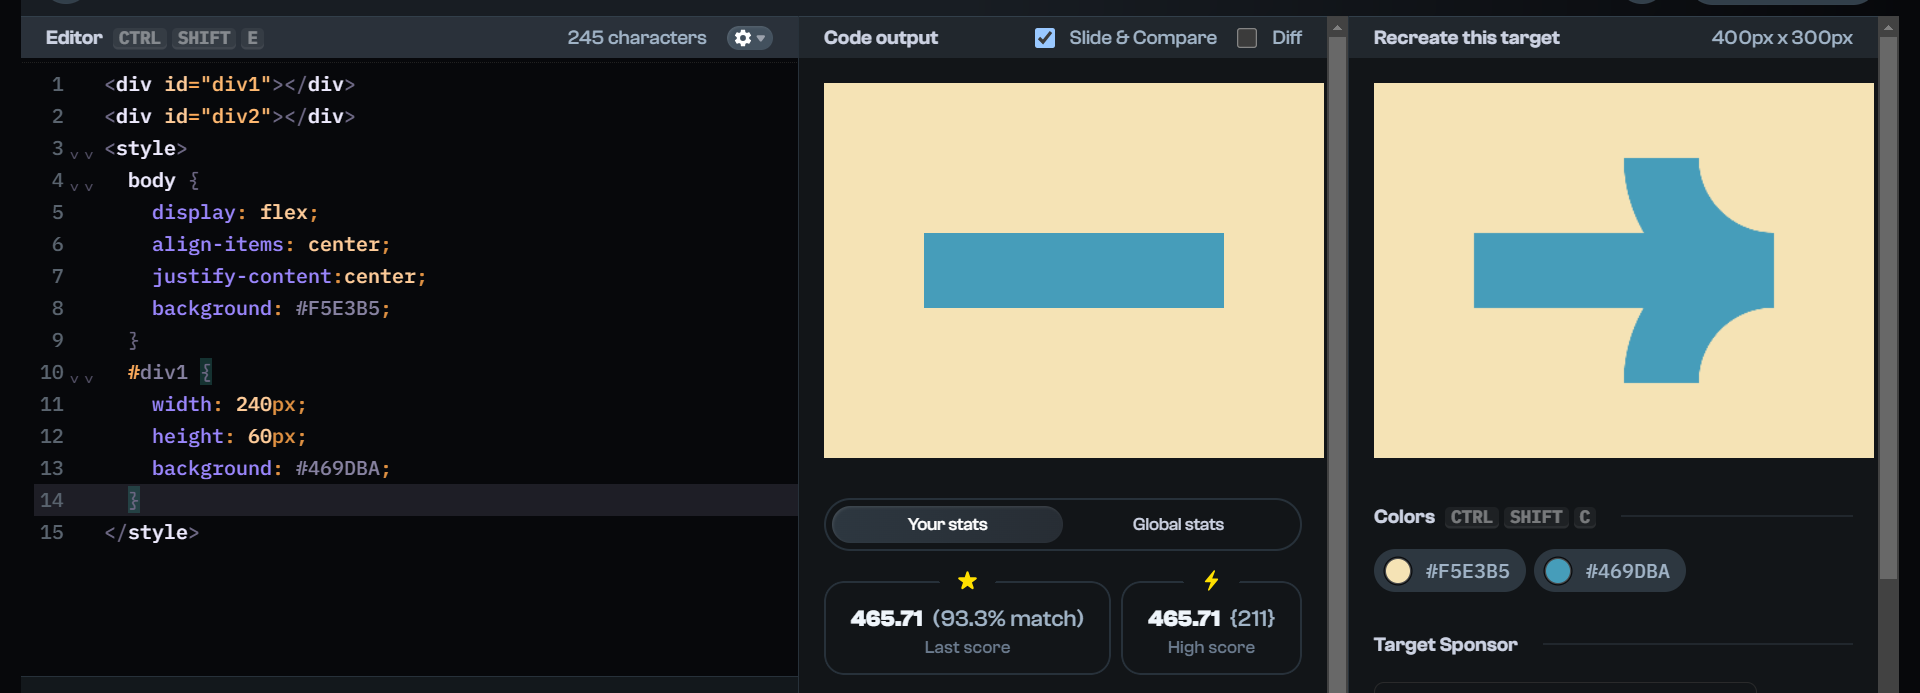 Editor CTRL SHIFT E 245 characters
1 <div id="div1"></div>
2 <div id="div2"></div>
3 <style>
4 body {
5 display: flex;
6 align-items: center;
7 justify-content:center;
8 background: #F5E3B5;
9 }
10 #div1 {
11 width: 240px;
12 height: 60px;
13 background: #469DBA;
14 }
15 </style>
Code output Slide & Compare Diff
Your stats Global stats
465.71 (93.3% match)
Last score
465.71 {211}
High score
Recreate this target 400px x 300px
Colors CTRL SHIFT C
#F5E3B5 #469DBA
Target Sponsor